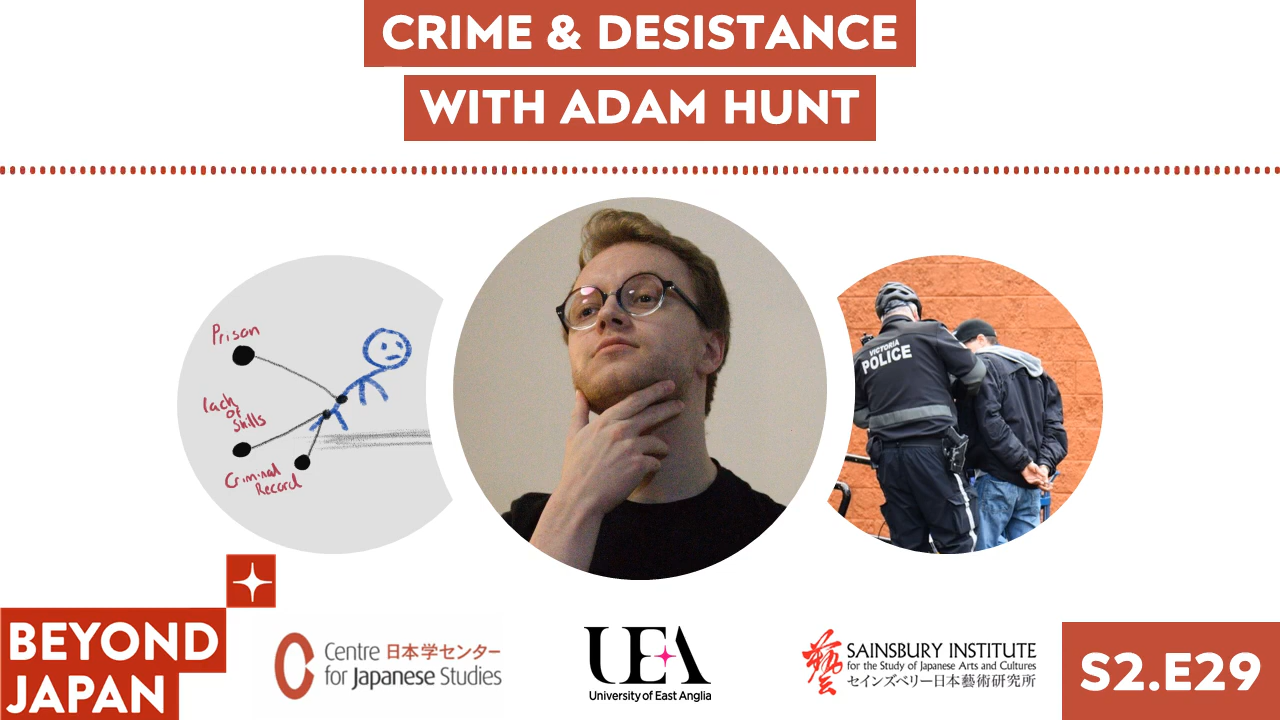 CRIME & DESISTANCE
WITH ADAM HUNT
Prison
lack
of
skills
Criminal
Record
VICTORIA
POLICE
BEYOND
JAPAN
Centre 日本学センター
for Japanese Studies
UEA
University of East Anglia
藝
SAINSBURY INSTITUTE
for the Study of Japanese Arts and Cultures
セインズベリー日本藝術研究所
S2.E29